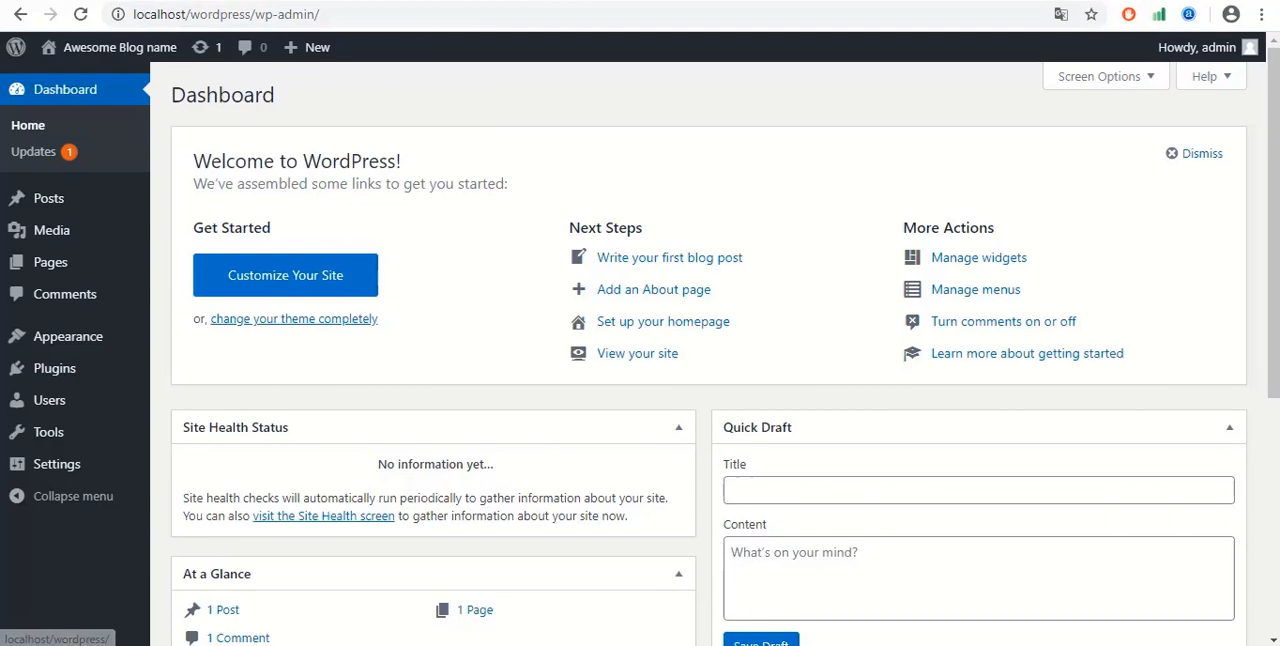 localhost/wordpress/wp-admin/
Awesome Blog name 1 0 New Howdy, admin
Screen Options Help
Dashboard
Home
Updates 1
Posts
Media
Pages
Comments
Appearance
Plugins
Users
Tools
Settings
Collapse menu
Dashboard
Welcome to WordPress!
We've assembled some links to get you started:
Dismiss
Get Started
Customize Your Site
or, change your theme completely
Next Steps
Write your first blog post
Add an About page
Set up your homepage
View your site
More Actions
Manage widgets
Manage menus
Turn comments on or off
Learn more about getting started
Site Health Status
No information yet...
Site health checks will automatically run periodically to gather information about your site.
You can also visit the Site Health screen to gather information about your site now.
At a Glance
1 Post 1 Page
1 Comment
Quick Draft
Title
Content
What's on your mind?
Save Draft
localhost/wordpress/